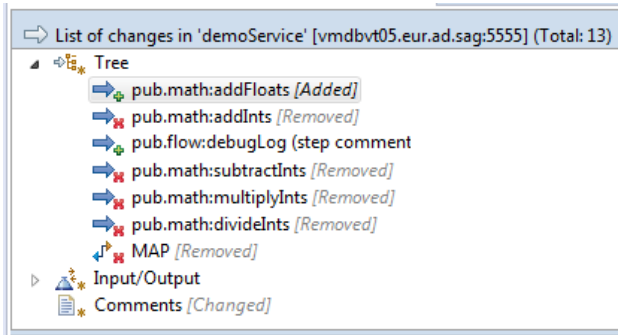 List of changes in 'demoService' [vmdbvt05.eur.ad.sag:5555] (Total: 13)
Tree
pub.math:addFloats [Added]
pub.math:addInts [Removed]
pub.flow:debugLog (step comment
pub.math:subtractInts [Removed]
pub.math:multiplyInts [Removed]
pub.math:divideInts [Removed]
MAP [Removed]
Input/Output
Comments [Changed]